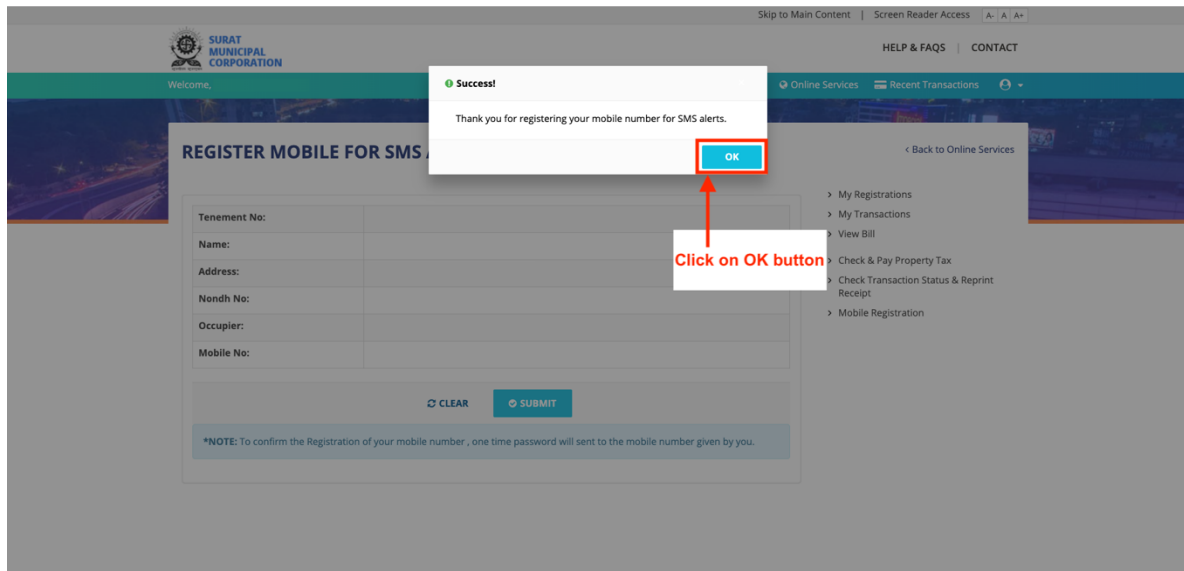 Skip to Main Content | Screen Reader Access A- A A+
SURAT
MUNICIPAL
CORPORATION
HELP & FAQS | CONTACT
Welcome,
Online Services Recent Transactions
Success!
Thank you for registering your mobile number for SMS alerts.
OK
REGISTER MOBILE FOR SMS
< Back to Online Services
Click on OK button
Tenement No:
Name:
Address:
Nondh No:
Occupier:
Mobile No:
CLEAR SUBMIT
*NOTE: To confirm the Registration of your mobile number , one time password will sent to the mobile number given by you.
> My Registrations
> My Transactions
> View Bill
> Check & Pay Property Tax
> Check Transaction Status & Reprint
Receipt
> Mobile Registration